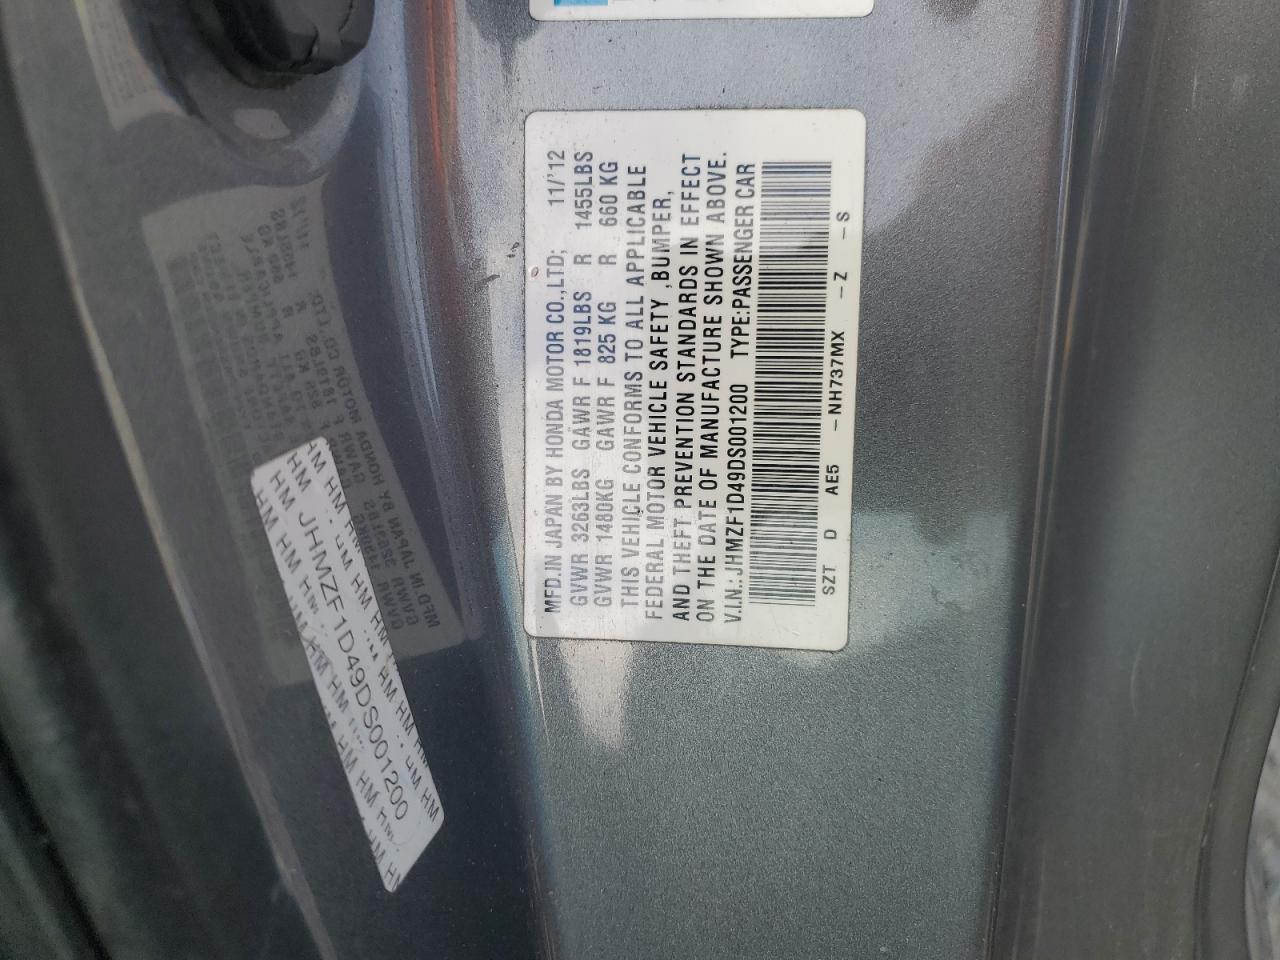 MFD.IN JAPAN BY HONDA MOTOR CO.,LTD; 11/'12
GVWR 3263LBS GAWR F 1819LBS R 1455LBS
GVWR 1480KG GAWR F 825 KG R 660 KG
THIS VEHICLE CONFORMS TO ALL APPLICABLE
FEDERAL MOTOR VEHICLE SAFETY ,BUMPER,
AND THEFT PREVENTION STANDARDS IN EFFECT
ON THE DATE OF MANUFACTURE SHOWN ABOVE.
V.I.N.:JHMZF1D49DS001200 TYPE:PASSENGER CAR
SZT D AE5 -NH737MX -Z -S
HM JHMZF1D49DS001200